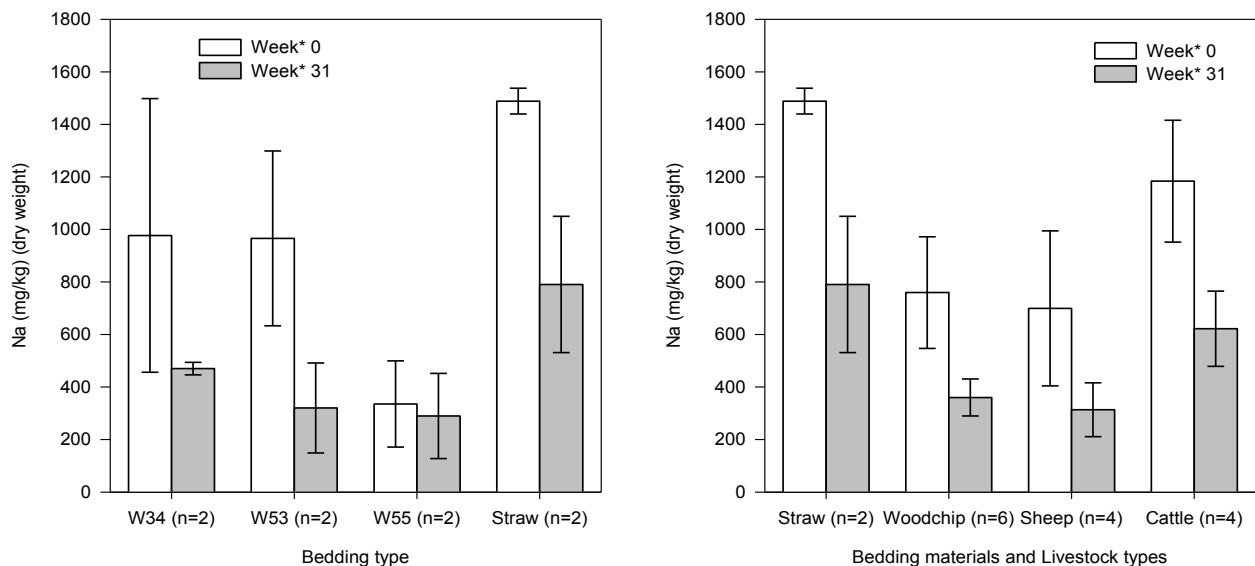 1800
1600
1400
1200
1000
800
600
400
200
0
Na (mg/kg) (dry weight)
Week* 0
Week* 31
W34 (n=2) W53 (n=2) W55 (n=2) Straw (n=2)
Bedding type
1800
1600
1400
1200
1000
800
600
400
200
0
Na (mg/kg) (dry weight)
Week* 0
Week* 31
Straw (n=2) Woodchip (n=6) Sheep (n=4) Cattle (n=4)
Bedding materials and Livestock types